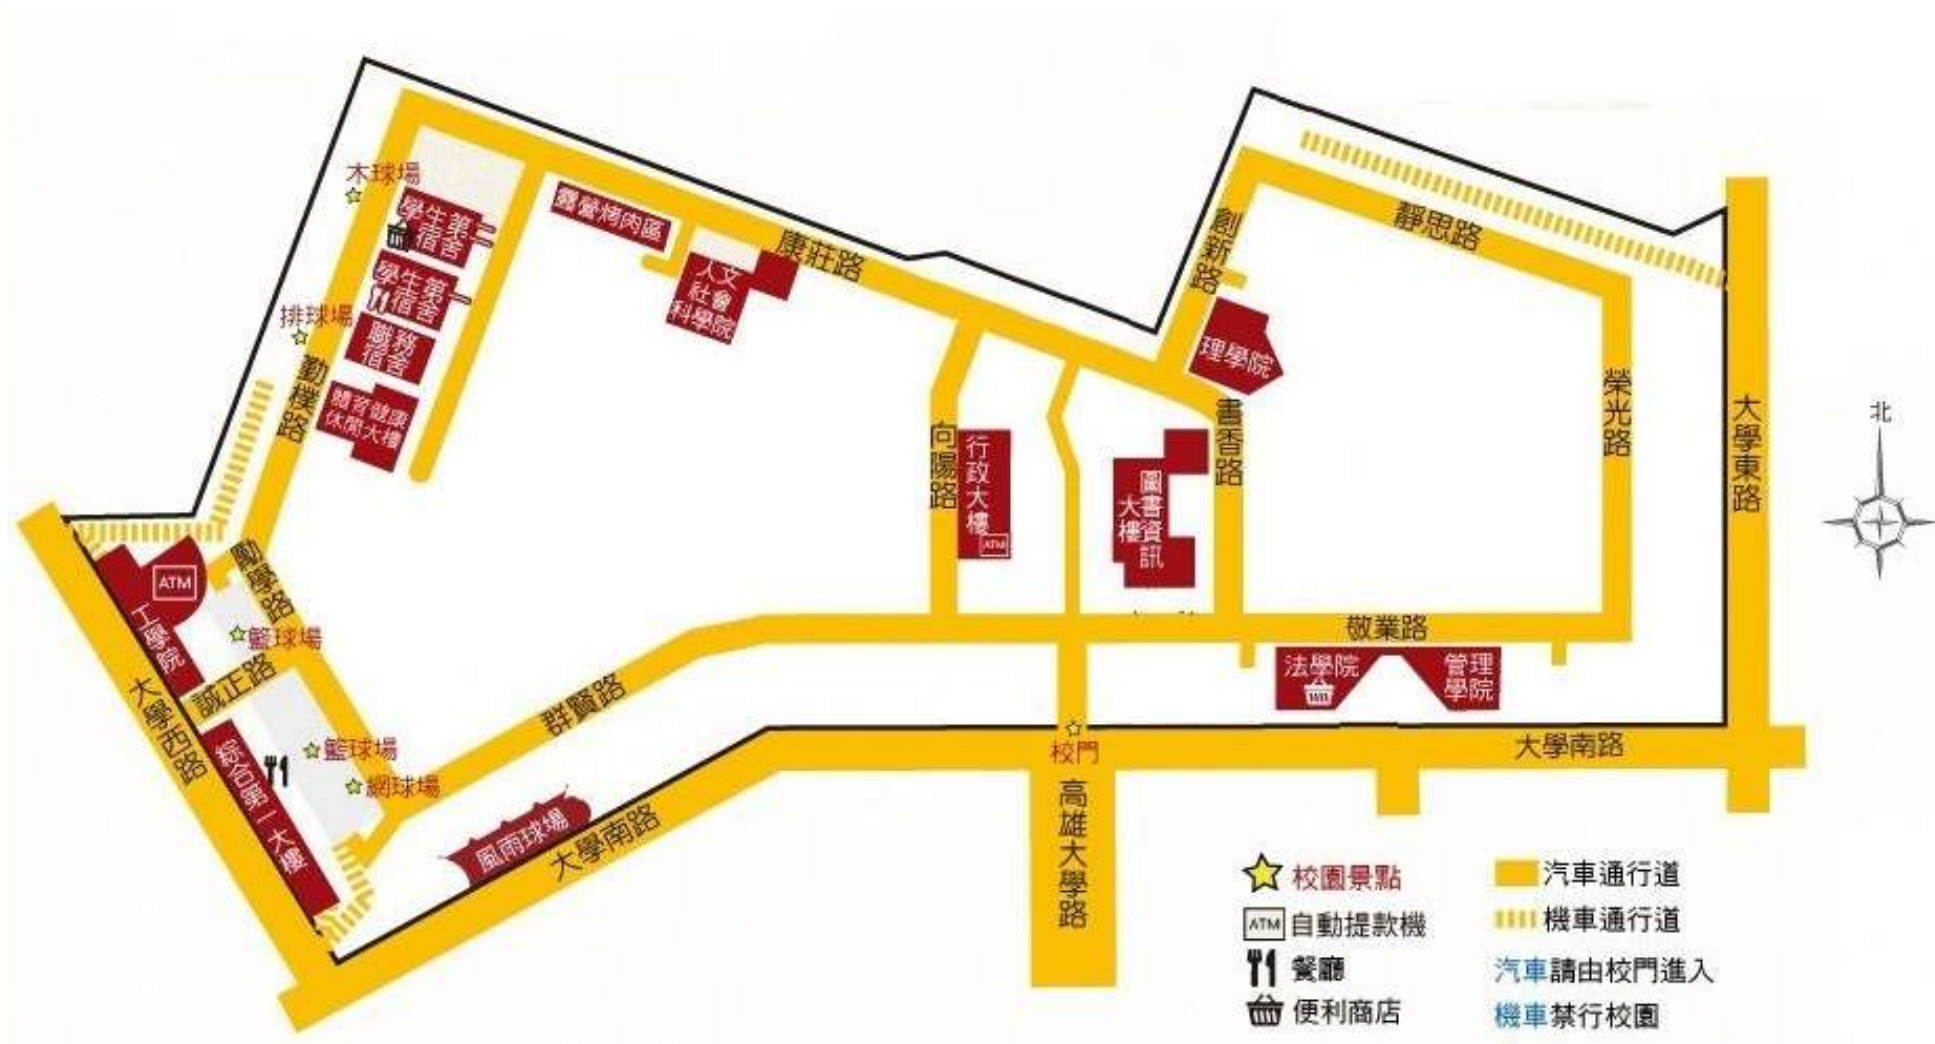 木球場
學生第
宿舍
學生第
宿舍
排球場
職務
宿舍
體育健康
休閒大樓
勤樸路
露營烤肉區
人文
社會
科學院
康莊路
創新路
靜思路
理學院
榮光路
大學東路
北
向陽路
行政大樓
ATM
圖書資訊
大樓
書香路
ATM
工學院
勵學路
籃球場
誠正路
大學西路
綜合第一大樓
籃球場
網球場
群賢路
風雨球場
大學南路
敬業路
法學院
管理
學院
校門
大學南路
高雄大學路
校園景點
ATM 自動提款機
餐廳
便利商店
汽車通行道
機車通行道
汽車請由校門進入
機車禁行校園